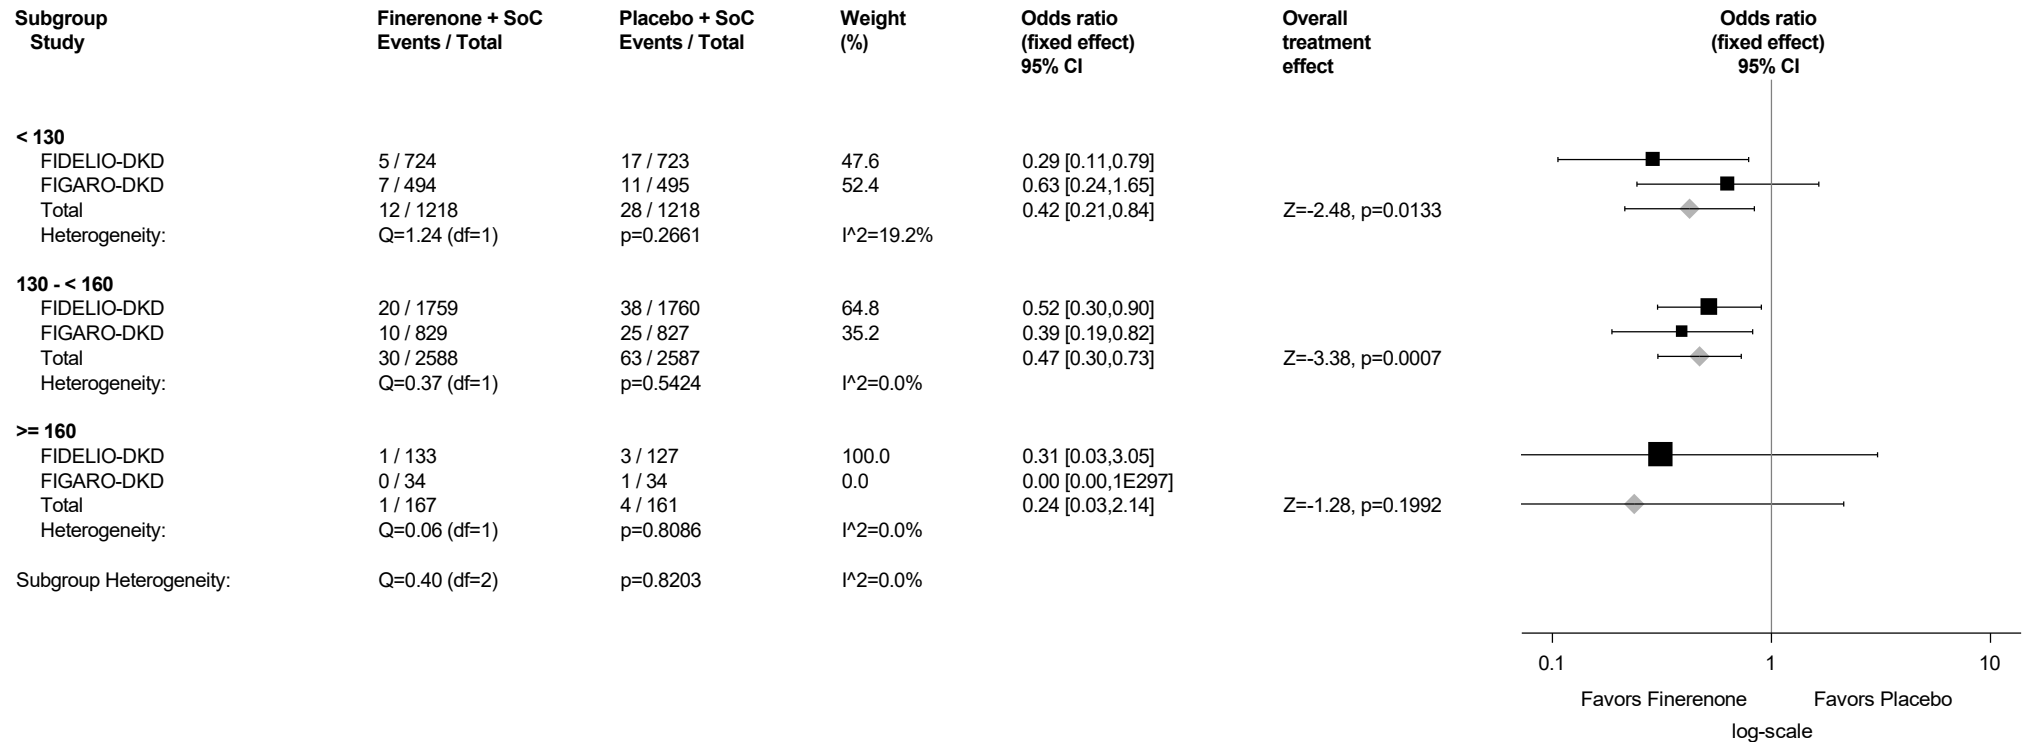 Subgroup Finerenone + SoC Placebo + SoC Weight Odds ratio Overall Odds ratio
Study Events / Total Events / Total (%) (fixed effect) treatment (fixed effect)
95% CI effect 95% CI
< 130
FIDELIO-DKD 5 / 724 17 / 723 47.6 0.29 [0.11,0.79]
FIGARO-DKD 7 / 494 11 / 495 52.4 0.63 [0.24,1.65]
Total 12 / 1218 28 / 1218 0.42 [0.21,0.84] Z=-2.48, p=0.0133
Heterogeneity: Q=1.24 (df=1) p=0.2661 I^2=19.2%
130 - < 160
FIDELIO-DKD 20 / 1759 38 / 1760 64.8 0.52 [0.30,0.90]
FIGARO-DKD 10 / 829 25 / 827 35.2 0.39 [0.19,0.82]
Total 30 / 2588 63 / 2587 0.47 [0.30,0.73] Z=-3.38, p=0.0007
Heterogeneity: Q=0.37 (df=1) p=0.5424 I^2=0.0%
>= 160
FIDELIO-DKD 1 / 133 3 / 127 100.0 0.31 [0.03,3.05]
FIGARO-DKD 0 / 34 1 / 34 0.0 0.00 [0.00,1E297]
Total 1 / 167 4 / 161 0.24 [0.03,2.14] Z=-1.28, p=0.1992
Heterogeneity: Q=0.06 (df=1) p=0.8086 I^2=0.0%
Subgroup Heterogeneity: Q=0.40 (df=2) p=0.8203 I^2=0.0%
0.1 1 10
Favors Finerenone Favors Placebo
log-scale